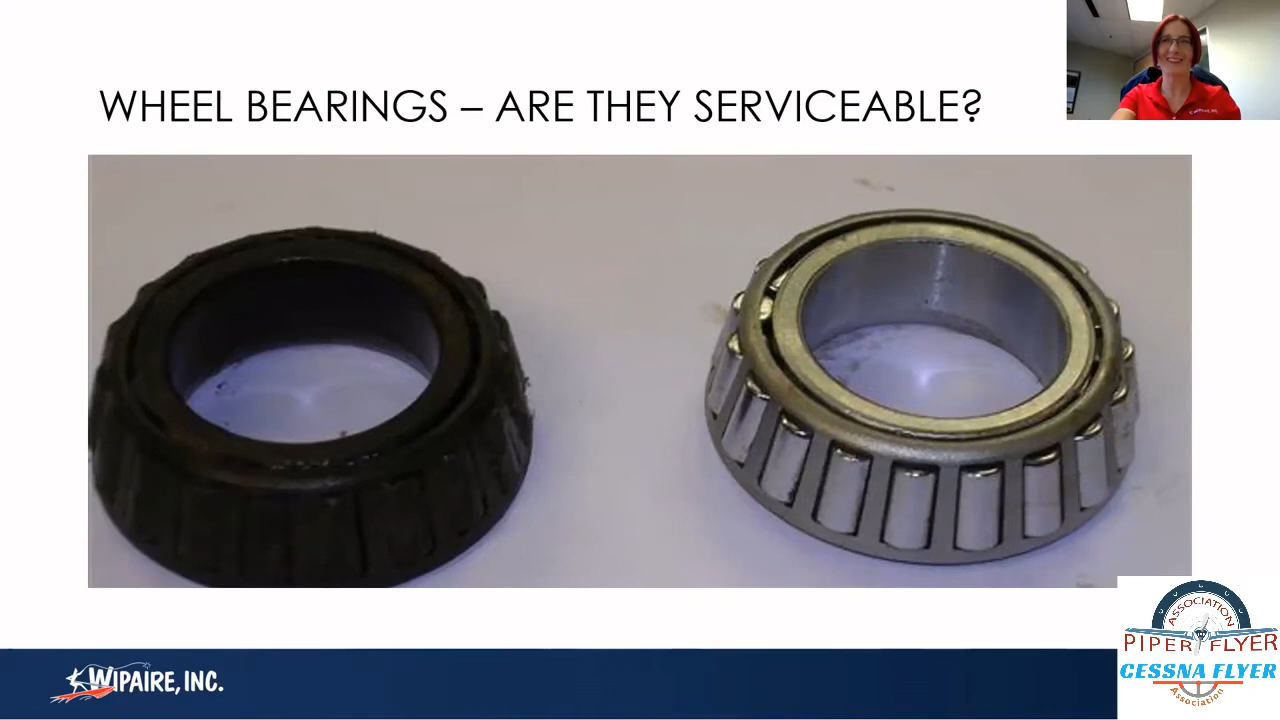 WHEEL BEARINGS – ARE THEY SERVICEABLE?
WIPAIRE, INC.
ASSOCIATION
PIPER FLYER
CESSNA FLYER
Association